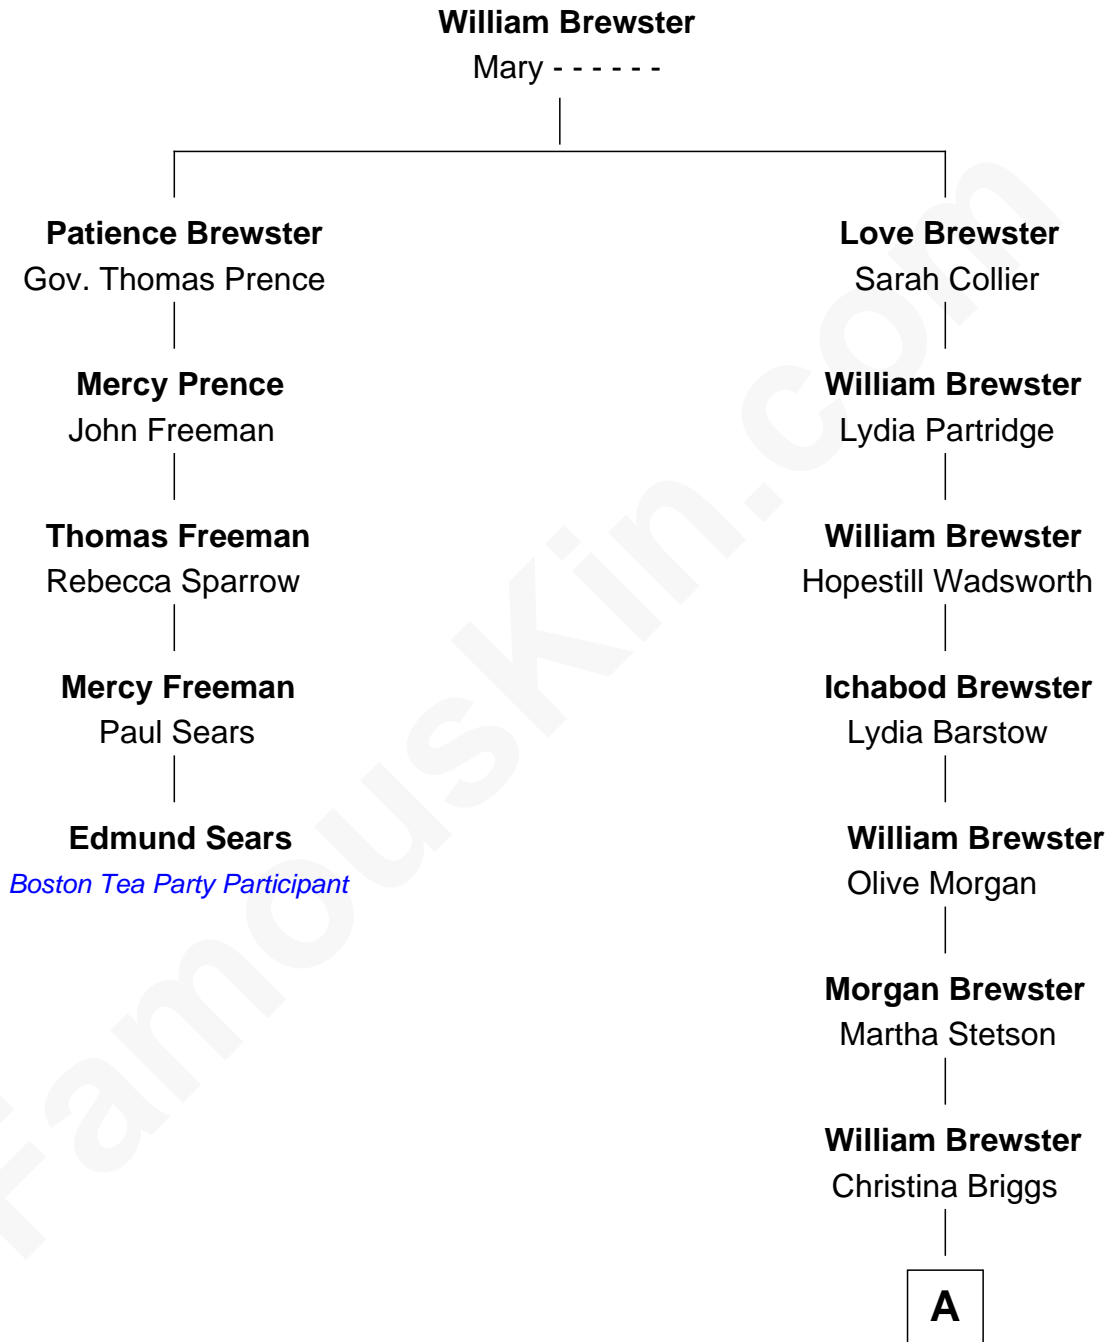 William Brewster
Mary - - - - - -
Patience Brewster
Gov. Thomas Prence
Love Brewster
Sarah Collier
Mercy Prence
John Freeman
William Brewster
Lydia Partridge
Thomas Freeman
Rebecca Sparrow
William Brewster
Hopestill Wadsworth
Mercy Freeman
Paul Sears
Ichabod Brewster
Lydia Barstow
Edmund Sears
Boston Tea Party Participant
William Brewster
Olive Morgan
Morgan Brewster
Martha Stetson
William Brewster
Christina Briggs
A
FamousKin.com